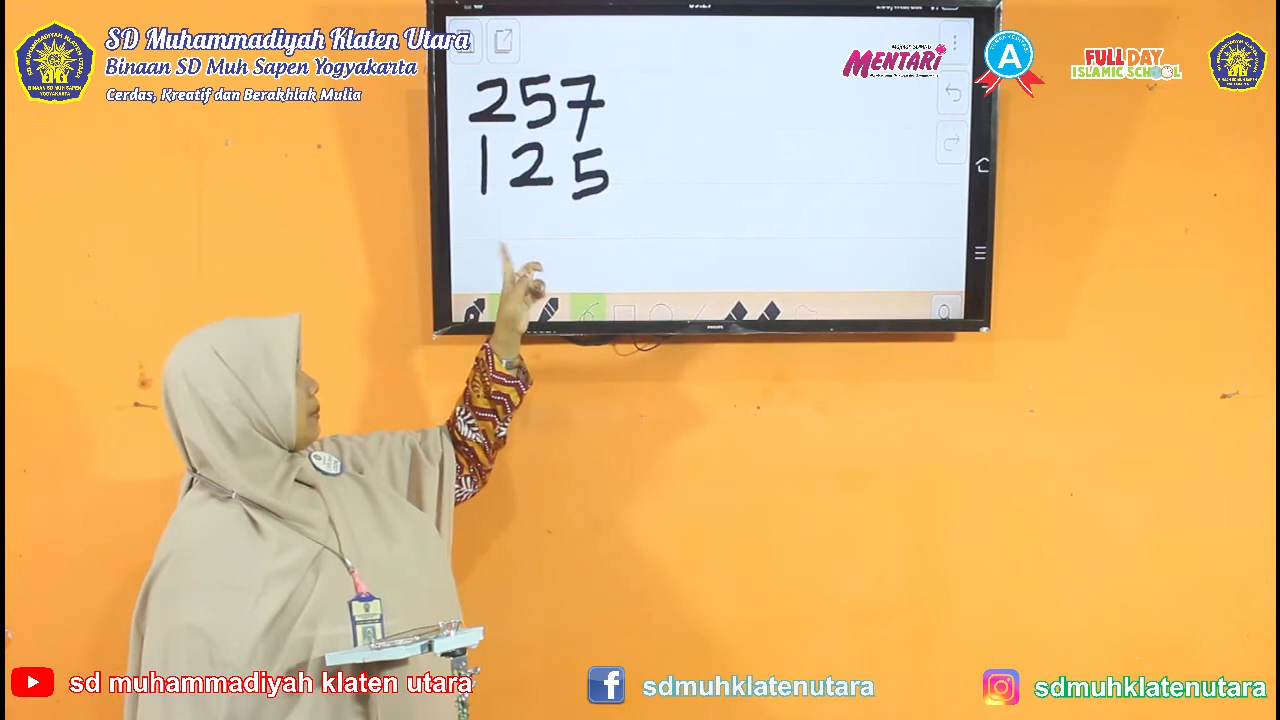 SD Muhammadiyah Klaten Utara
Binaan SD Muh Sapen Yogyakarta
Cerdas, Kreatif dan Berakhlak Mulia
MENTARI
A
FULL DAY
ISLAMIC SCHOOL
257
125
PHILIPS
sd muhammadiyah klaten utara
sdmuhklatenutara
sdmuhklatenutara